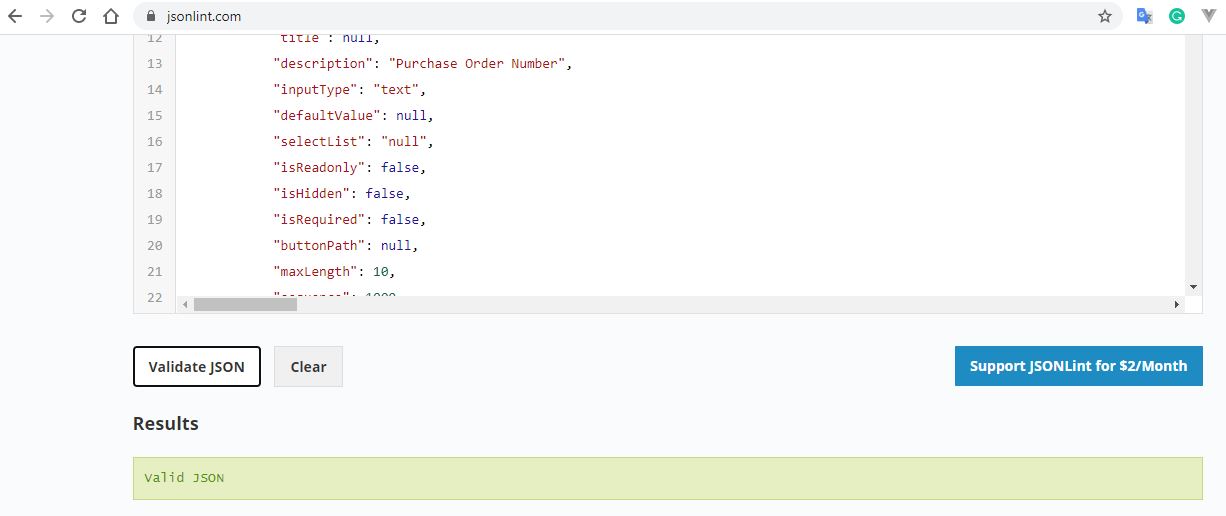 jsonlint.com
12 "title": null,
13 "description": "Purchase Order Number",
14 "inputType": "text",
15 "defaultValue": null,
16 "selectList": "null",
17 "isReadonly": false,
18 "isHidden": false,
19 "isRequired": false,
20 "buttonPath": null,
21 "maxLength": 10,
22 "sequence": 1000
Validate JSON Clear Support JSONLint for $2/Month
Results
Valid JSON